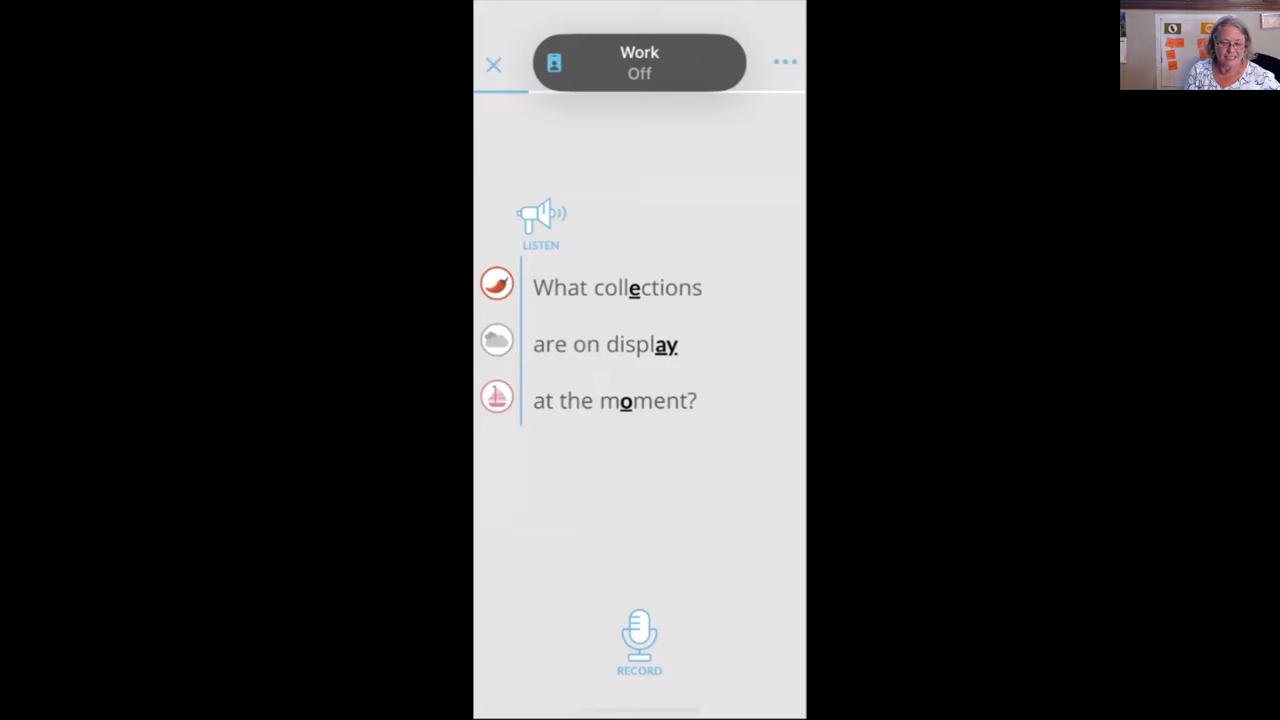 Work
Off
LISTEN
What collections
are on display
at the moment?
RECORD